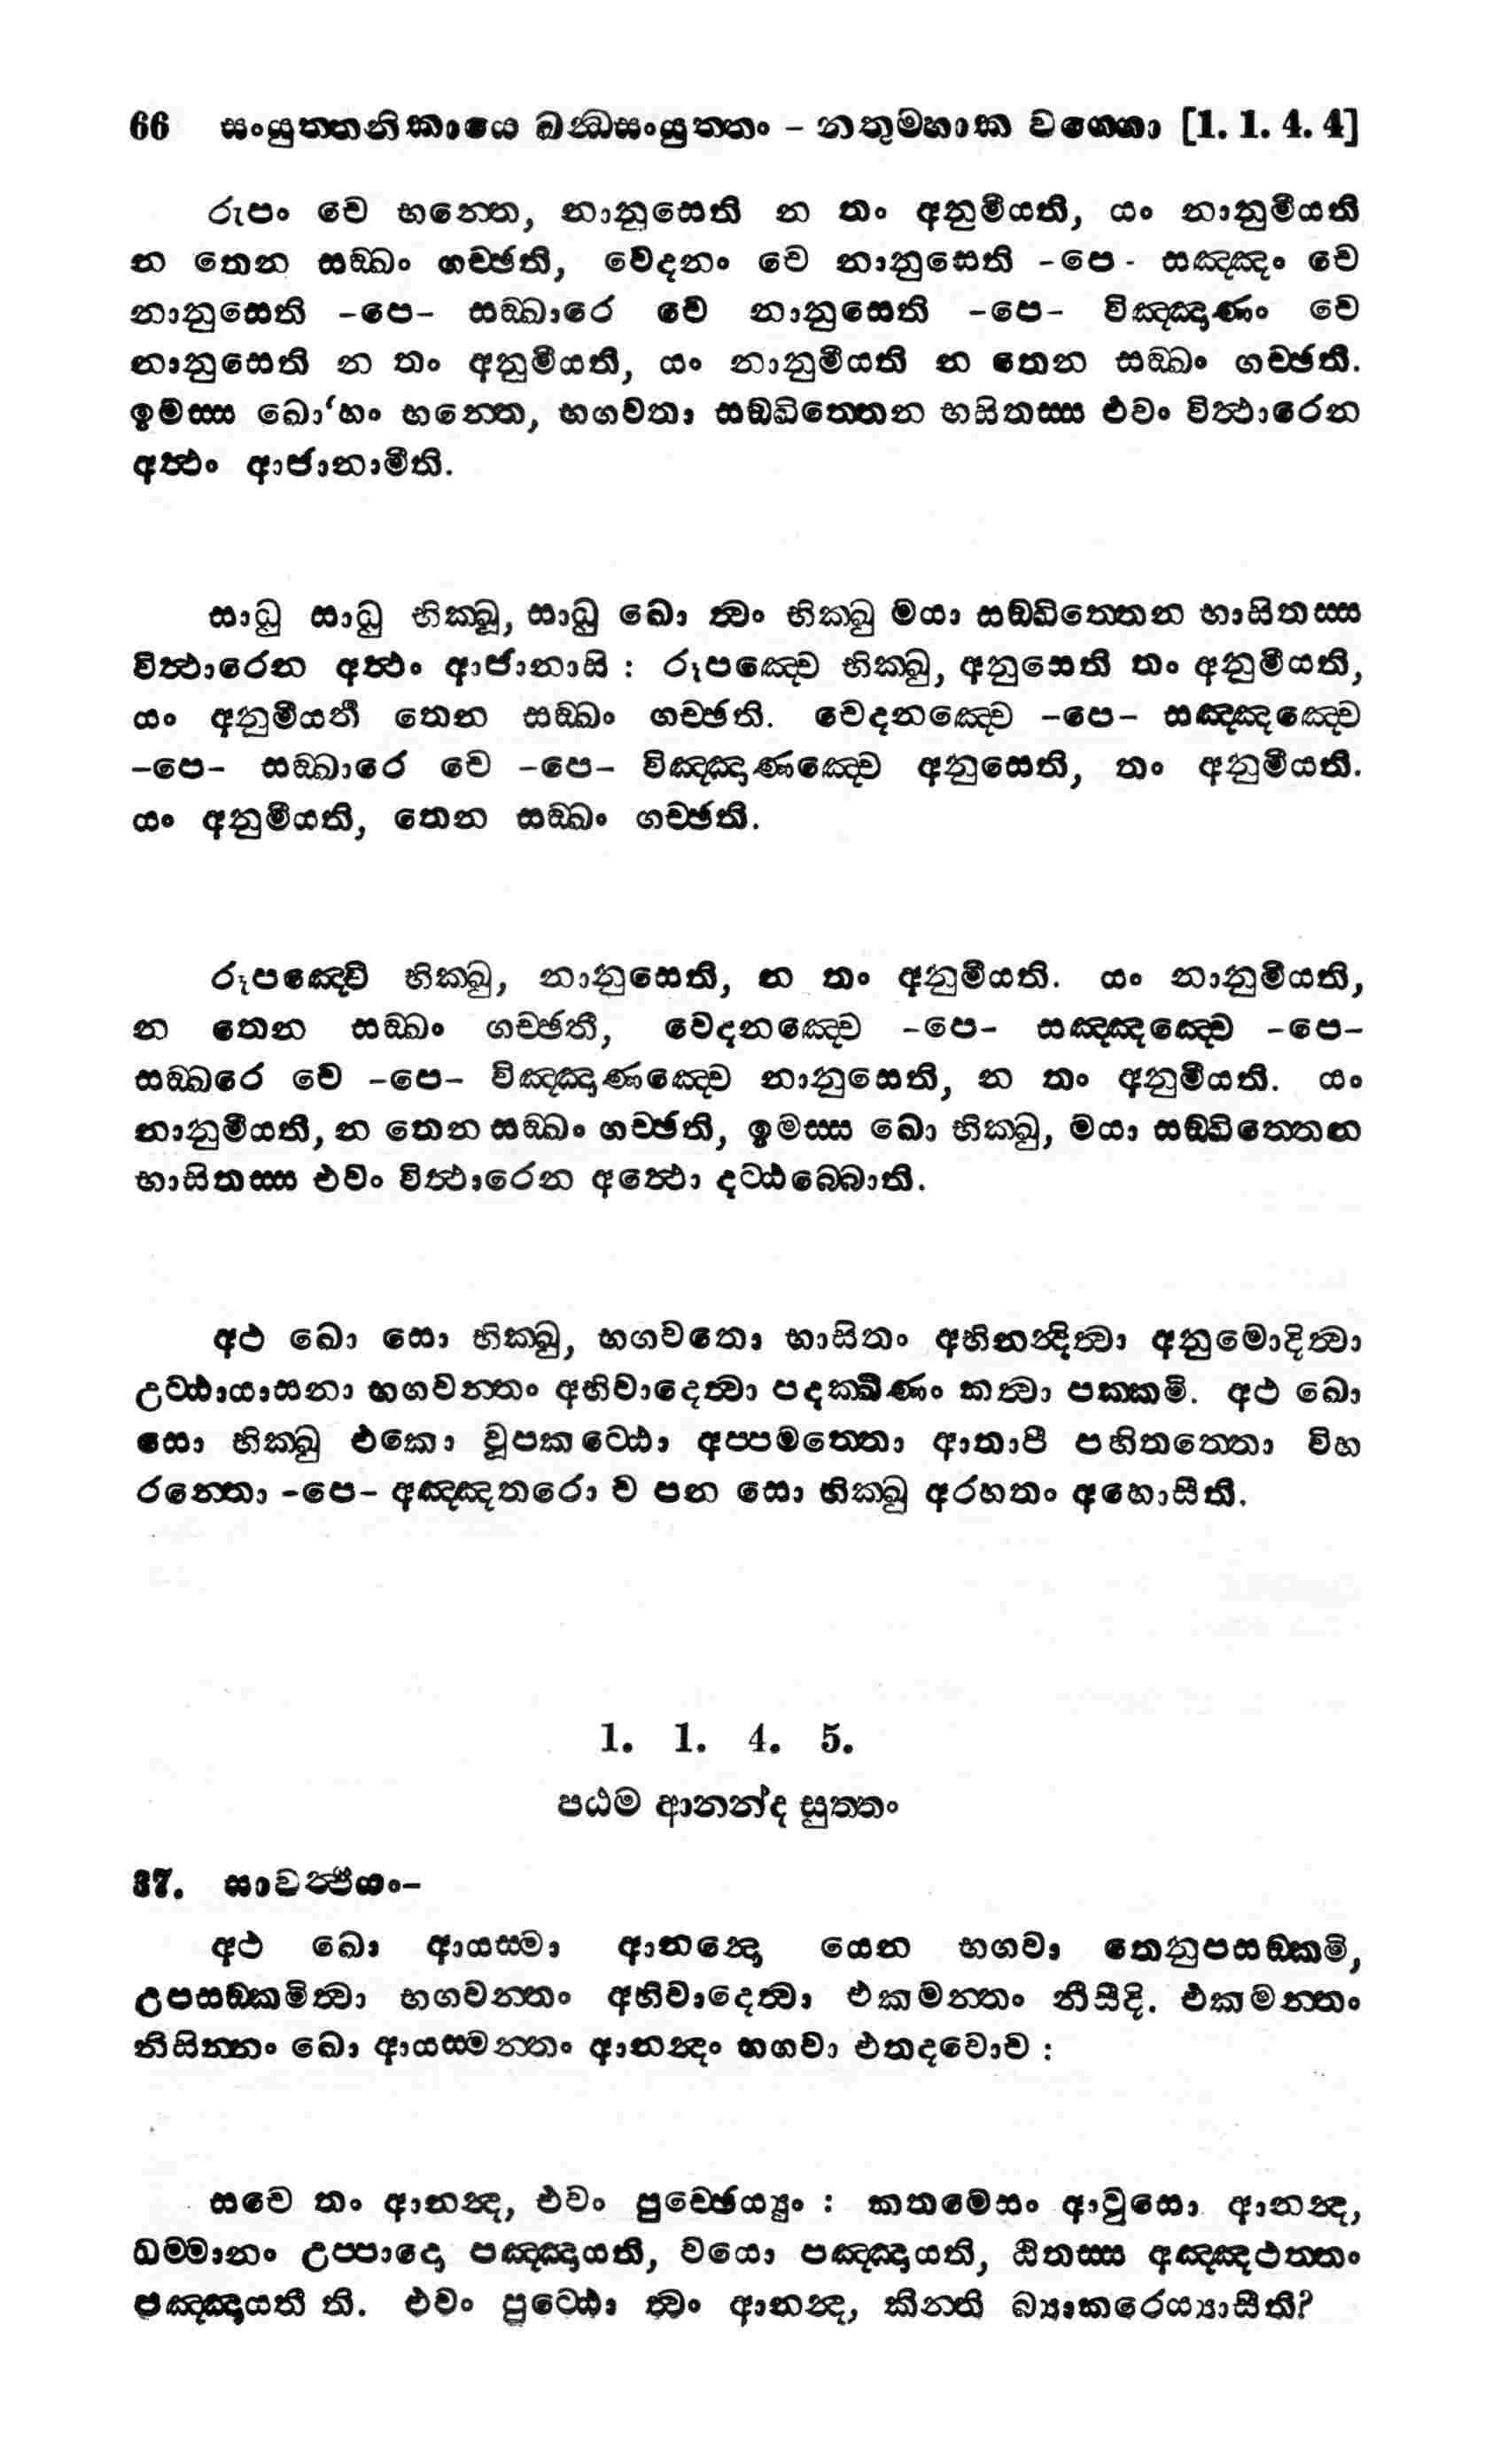 66 සංයුත්තනිකායෙ ඛන්ධසංයුත්තං - නතුම්හාක වග්ගො [1. 1. 4. 4]
රූපං චෙ භන්තෙ, නානුසෙති න තං අනුමීයති, යං නානුමීයති
න තෙන සඞ්ඛං ගච්ඡති, වේදනං චේ නානුසෙති -පෙ- සඤ්ඤං චේ
නානුසෙති -පෙ- සඞ්ඛාරෙ චේ නානුසෙති -පෙ- විඤ්ඤාණං චෙ
නානුසෙති න තං අනුමීයති, යං නානුමීයති න තෙන සඞ්ඛං ගච්ඡති.
ඉමස්ස ඛො‘හං භන්තෙ, භගවතා සඞ්ඛිත්තෙන භසිතස්ස එවං විත්ථාරෙන
අත්ථං ආජානාමීති.
සාධු සාධු භික්ඛූ, සාධු ඛො ත්වං භික්ඛු මයා සඞ්ඛිත්තෙන භාසිතස්ස
විත්ථාරෙන අත්ථං ආජානාසි : රූපඤ්චෙ භික්ඛු, අනුසෙති තං අනුමීයති,
යං අනුමීයතී තෙන සඞ්ඛං ගච්ඡති. වෙදනඤ්චෙ -පෙ- සඤ්ඤඤ්චෙ
-පෙ- සඞ්ඛාරේ චේ -පෙ- විඤ්ඤාණඤ්චෙ අනුසෙති, තං අනුමීයති.
යං අනුමීයති, තෙන සඞ්ඛං ගච්ඡති.
රූපඤ්චේ භික්ඛු, නානුසෙති, න තං අනුමීයති. යං නානුමීයති,
න තෙන සඞ්ඛං ගච්ඡතී, වෙදනඤ්චෙ -පෙ- සඤ්ඤඤ්චේ -පෙ-
සඞ්ඛරේ චේ -පෙ- විඤ්ඤාණඤ්චෙ නානුසෙති, න තං අනුමීයති. යං
නානුමීයතී, න තෙන සඞ්ඛං ගච්ඡති, ඉමස්ස ඛො භික්ඛු, මයා සඞ්ඛිත්තෙන
භාසිතස්ස එවං විත්ථාරෙන අත්ථො දට්ඨබ්බොති.
අථ ඛො සො භික්ඛු, භගවතො භාසිතං අභිනන්දිත්වා අනුමොදිත්වා
උට්ඨායාසනා භගවන්තං අභිවාදෙත්වා පදක්ඛිණං කත්වා පක්කමි. අථ ඛො
සො භික්ඛු එකො වූපකට්ඨො අප්පමත්තො ආතාපී පහිතත්තො විහ
රන්තො -පෙ- අඤ්ඤතරො ච පන සො භික්ඛු අරහතං අහොසීති.
1. 1. 4. 5.
පඨම ආනන්ද සුත්තං
37. සාවත්ථියං-
අථ ඛො ආයස්මා ආනන්දො යෙන භගවා තෙනුපසඞ්කමි,
උපසඞ්කමිත්වා භගවන්තං අභිවාදෙත්වා එකමන්තං නිසීදි. එකමන්තං
නිසින්නං ඛො ආයස්මන්තං ආනන්දං භගවා එතදවොච :
සචෙ තං ආනන්ද, එවං පුච්ඡෙය්‍යුං : කතමේසං ආවුසො ආනන්ද,
ධම්මානං උප්පාදො පඤ්ඤායති, වයො පඤ්ඤායති, ඨිතස්ස අඤ්ඤථත්තං
පඤ්ඤායතී ති. එවං පුට්ඨො ත්වං ආනන්ද, කින්ති බ්‍යාකරෙය්‍යාසීති?